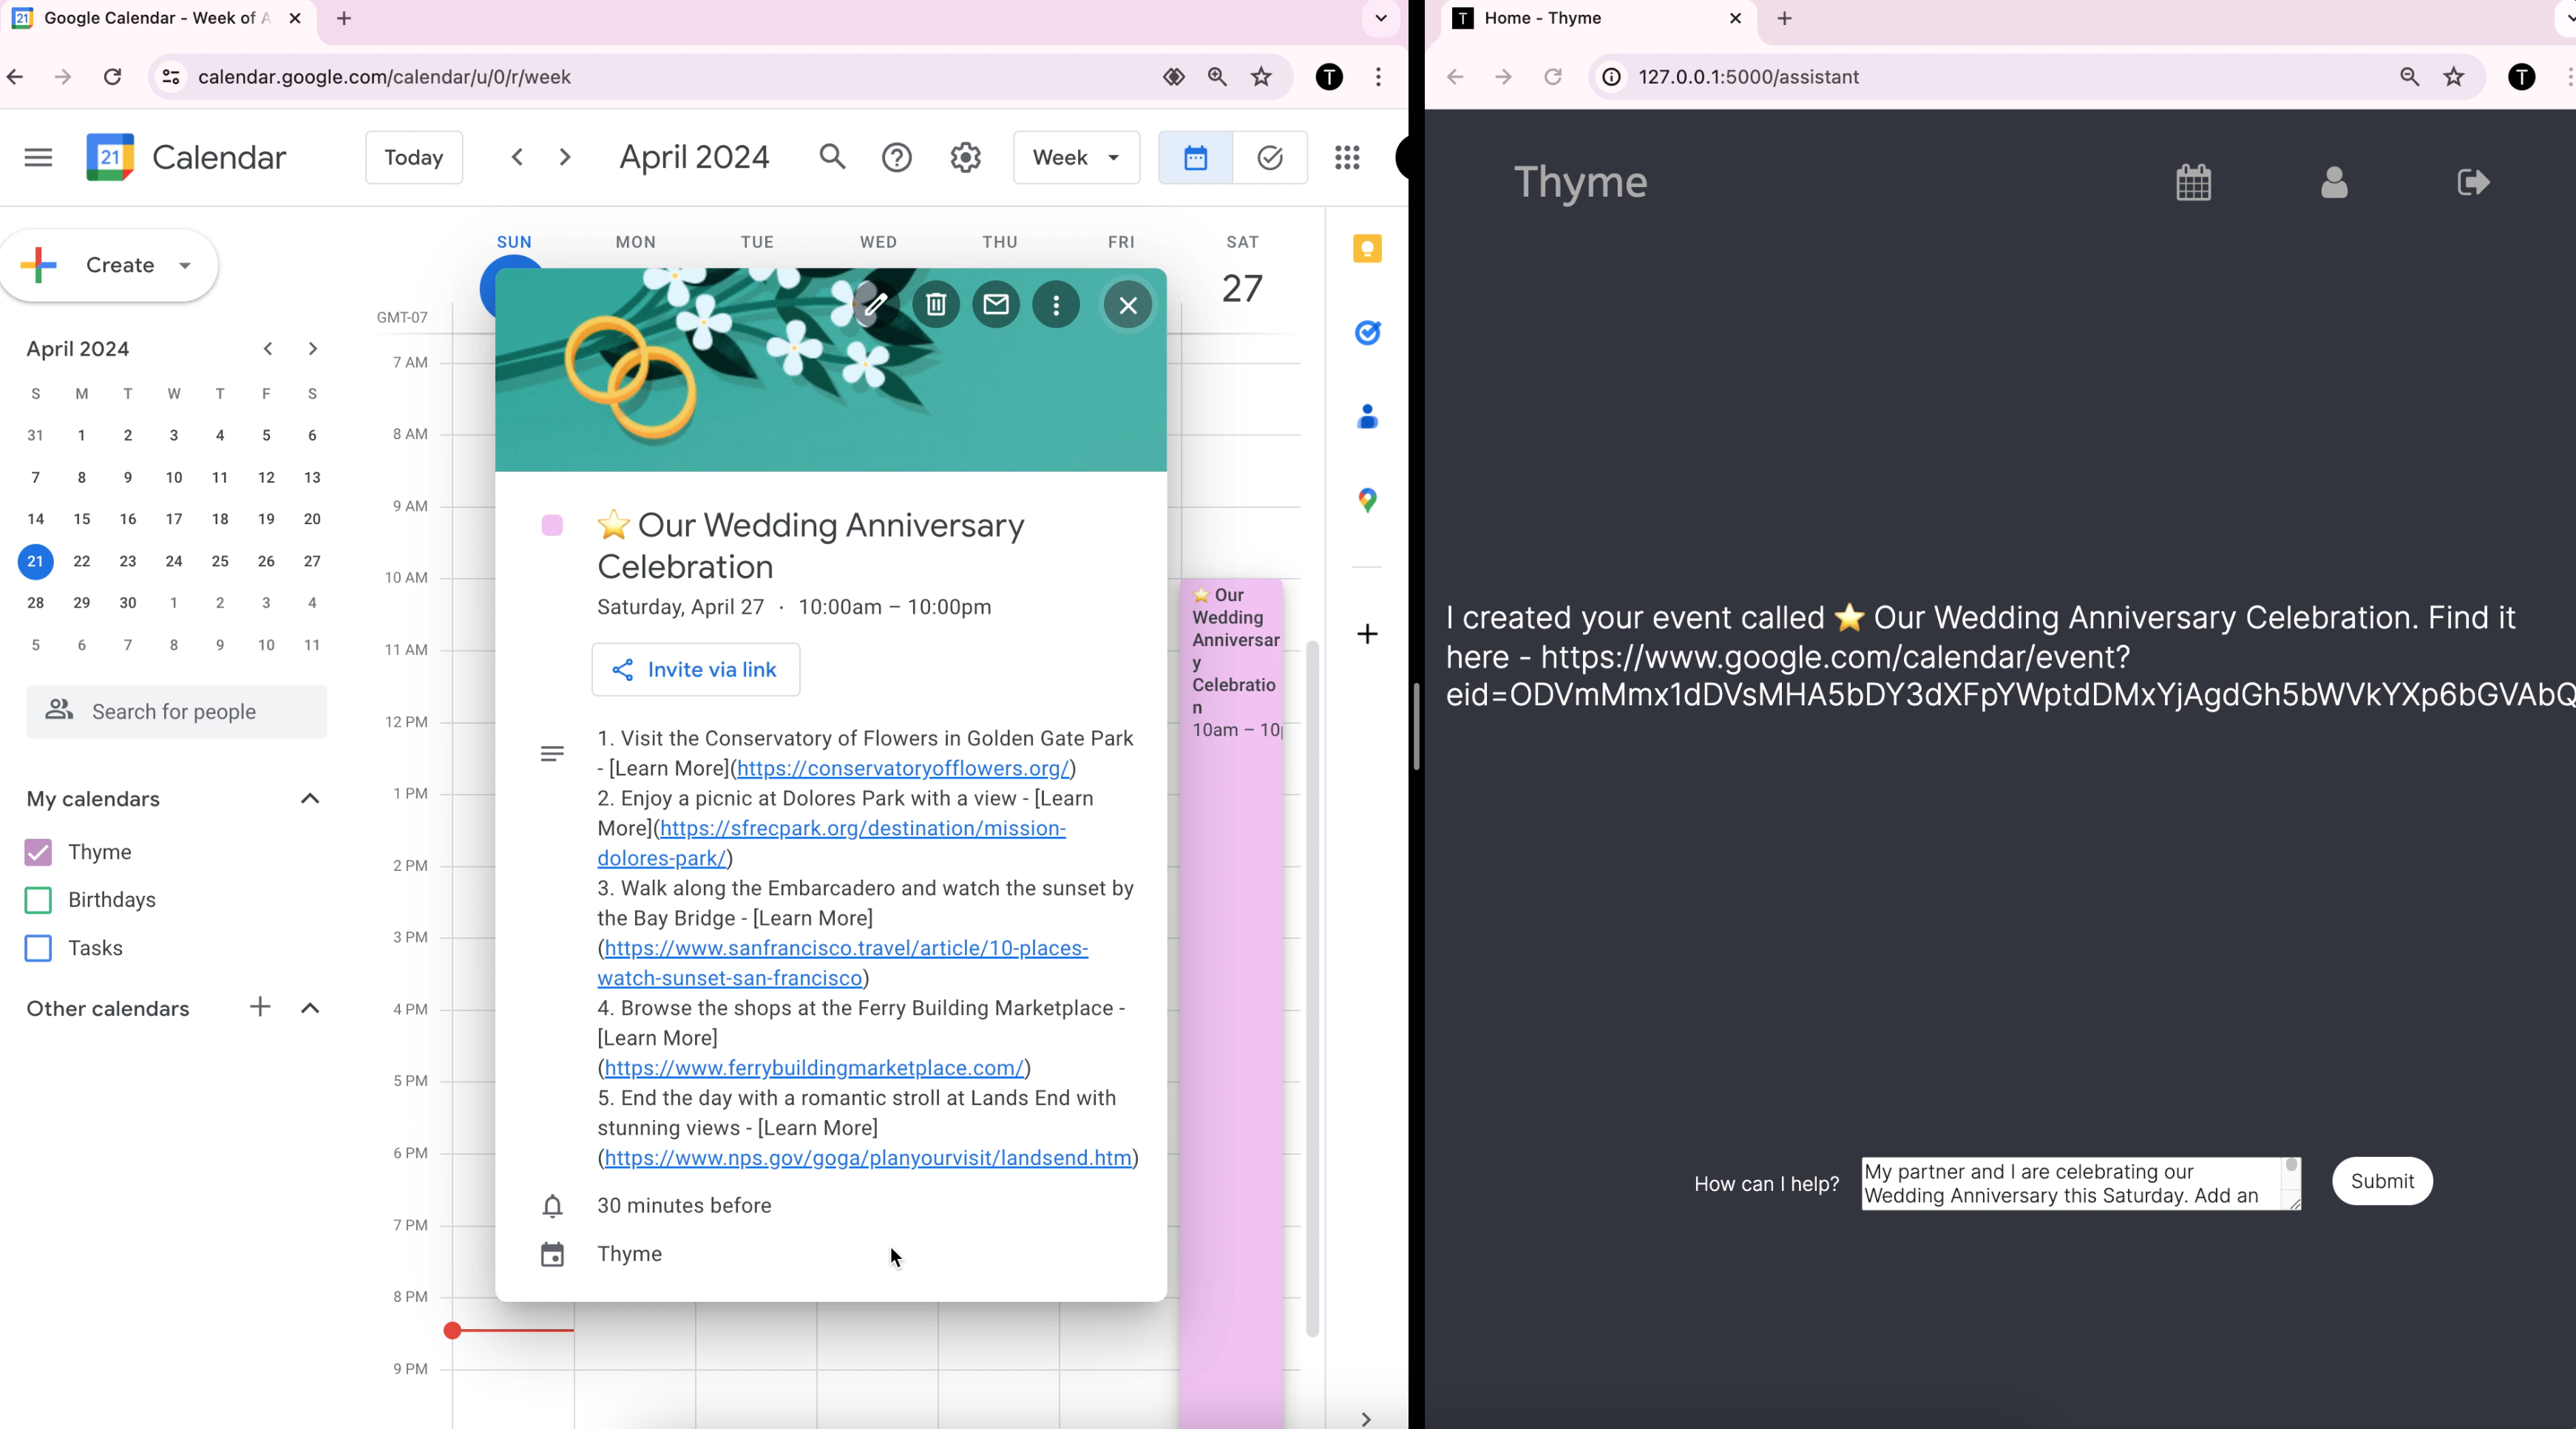 Google Calendar - Week of A
calendar.google.com/calendar/u/0/r/week
T
21
Calendar
Today
April 2024
Week
Create
SUN
MON
TUE
WED
THU
FRI
SAT
27
GMT-07
April 2024
S M T W T F S
31 1 2 3 4 5 6
7 8 9 10 11 12 13
14 15 16 17 18 19 20
21 22 23 24 25 26 27
28 29 30 1 2 3 4
5 6 7 8 9 10 11
Search for people
My calendars
Thyme
Birthdays
Tasks
Other calendars
7 AM
8 AM
9 AM
10 AM
11 AM
12 PM
1 PM
2 PM
3 PM
4 PM
5 PM
6 PM
7 PM
8 PM
9 PM
⭐ Our Wedding Anniversary
Celebration
Saturday, April 27 · 10:00am – 10:00pm
Invite via link
1. Visit the Conservatory of Flowers in Golden Gate Park
- [Learn More](https://conservatoryofflowers.org/)
2. Enjoy a picnic at Dolores Park with a view - [Learn
More](https://sfrecpark.org/destination/mission-
dolores-park/)
3. Walk along the Embarcadero and watch the sunset by
the Bay Bridge - [Learn More]
(https://www.sanfrancisco.travel/article/10-places-
watch-sunset-san-francisco)
4. Browse the shops at the Ferry Building Marketplace -
[Learn More]
(https://www.ferrybuildingmarketplace.com/)
5. End the day with a romantic stroll at Lands End with
stunning views - [Learn More]
(https://www.nps.gov/goga/planyourvisit/landsend.htm)
30 minutes before
Thyme
⭐ Our
Wedding
Anniversar
y
Celebratio
n
10am – 10p
T
Home - Thyme
127.0.0.1:5000/assistant
T
Thyme
I created your event called ⭐ Our Wedding Anniversary Celebration. Find it
here - https://www.google.com/calendar/event?
eid=ODVmMmx1dDVsMHA5bDY3dXFpYWptdDMxYjAgdGh5bWVkYXp6bGVAbQ
How can I help?
My partner and I are celebrating our
Wedding Anniversary this Saturday. Add an
Submit